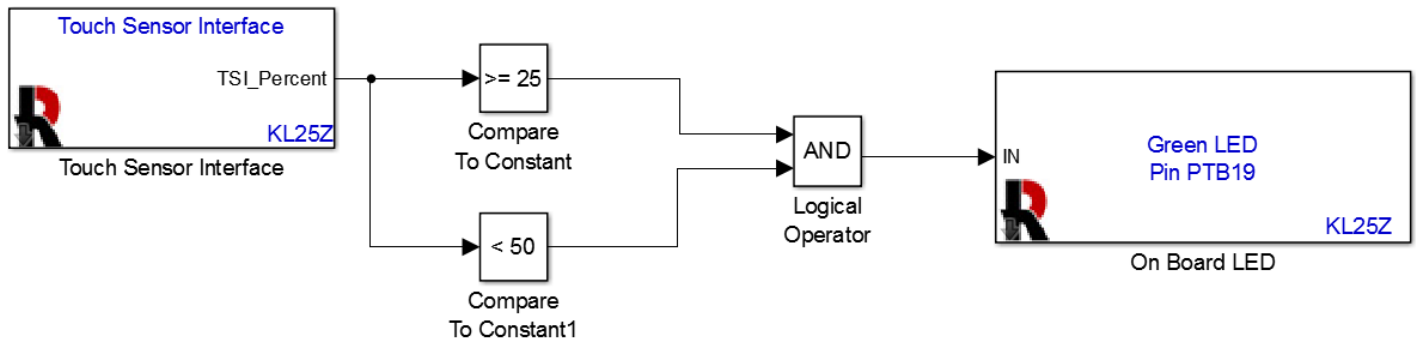 Touch Sensor Interface
TSI_Percent
KL25Z
Touch Sensor Interface
>= 25
Compare
To Constant
< 50
Compare
To Constant1
AND
Logical
Operator
IN
Green LED
Pin PTB19
KL25Z
On Board LED